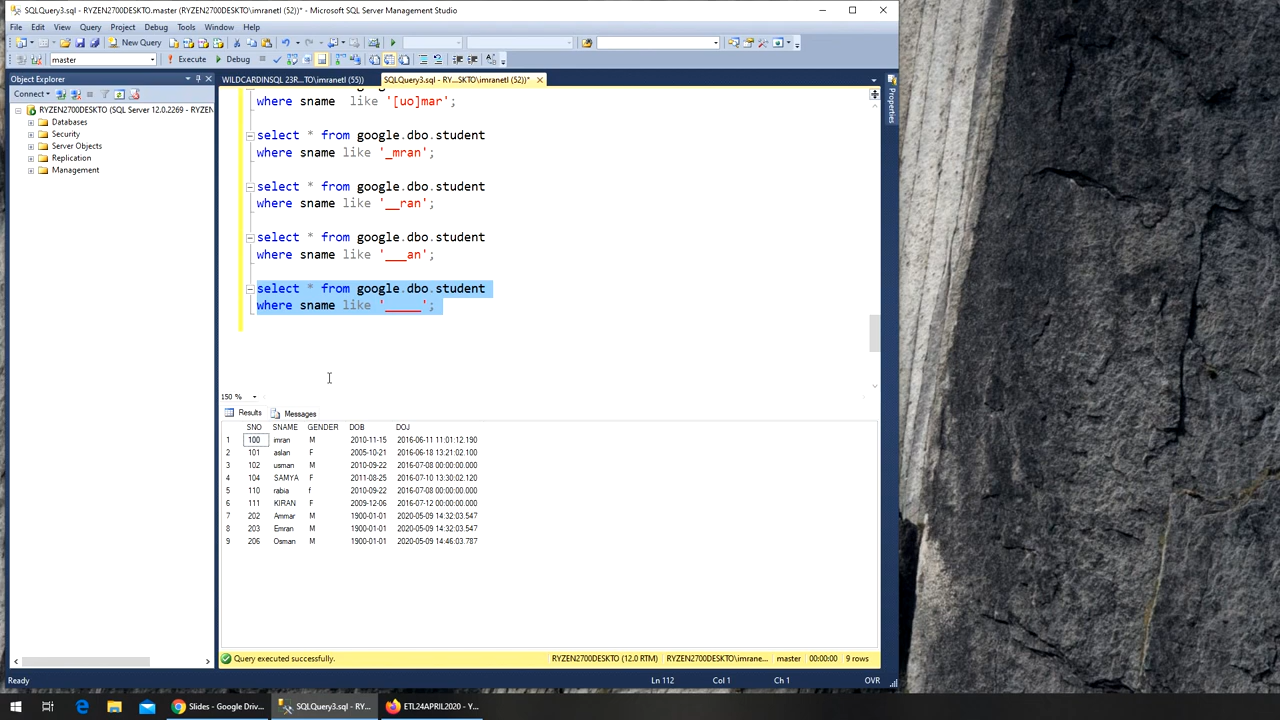 SQLQuery3.sql - RYZEN2700DESKTO.master (RYZEN2700DESKTO\imranetl (52))* - Microsoft SQL Server Management Studio
File Edit View Query Project Debug Tools Window Help
New Query
master Execute Debug
Object Explorer
WILDCARDINSQL 23R...TO\imranetl (55))
SQLQuery3.sql - RY...SKTO\imranetl (52))*
Properties
Connect
RYZEN2700DESKTO (SQL Server 12.0.2269 - RYZEN
Databases
Security
Server Objects
Replication
Management
where sname  like '[uo]mar';
select * from google.dbo.student
where sname like '_mran';
select * from google.dbo.student
where sname like '__ran';
select * from google.dbo.student
where sname like '___an';
select * from google.dbo.student
where sname like '_____';
150 %
Results Messages
SNO SNAME GENDER DOB DOJ
1 100 imran M 2010-11-15 2016-06-11 11:01:12.190
2 101 aslan F 2005-10-21 2016-06-18 13:21:02.100
3 102 usman M 2010-09-22 2016-07-08 00:00:00.000
4 104 SAMYA F 2011-08-25 2016-07-10 13:30:02.120
5 110 rabia f 2010-09-22 2016-07-08 00:00:00.000
6 111 KIRAN F 2009-12-06 2016-07-12 00:00:00.000
7 202 Ammar M 1900-01-01 2020-05-09 14:32:03.547
8 203 Emran M 1900-01-01 2020-05-09 14:32:03.547
9 206 Osman M 1900-01-01 2020-05-09 14:46:03.787
Query executed successfully. RYZEN2700DESKTO (12.0 RTM) RYZEN2700DESKTO\imrane... master 00:00:00 9 rows
Ready Ln 112 Col 1 Ch 1 OVR
Slides - Google Driv... SQLQuery3.sql - RY... ETL24APRIL2020 - Y...